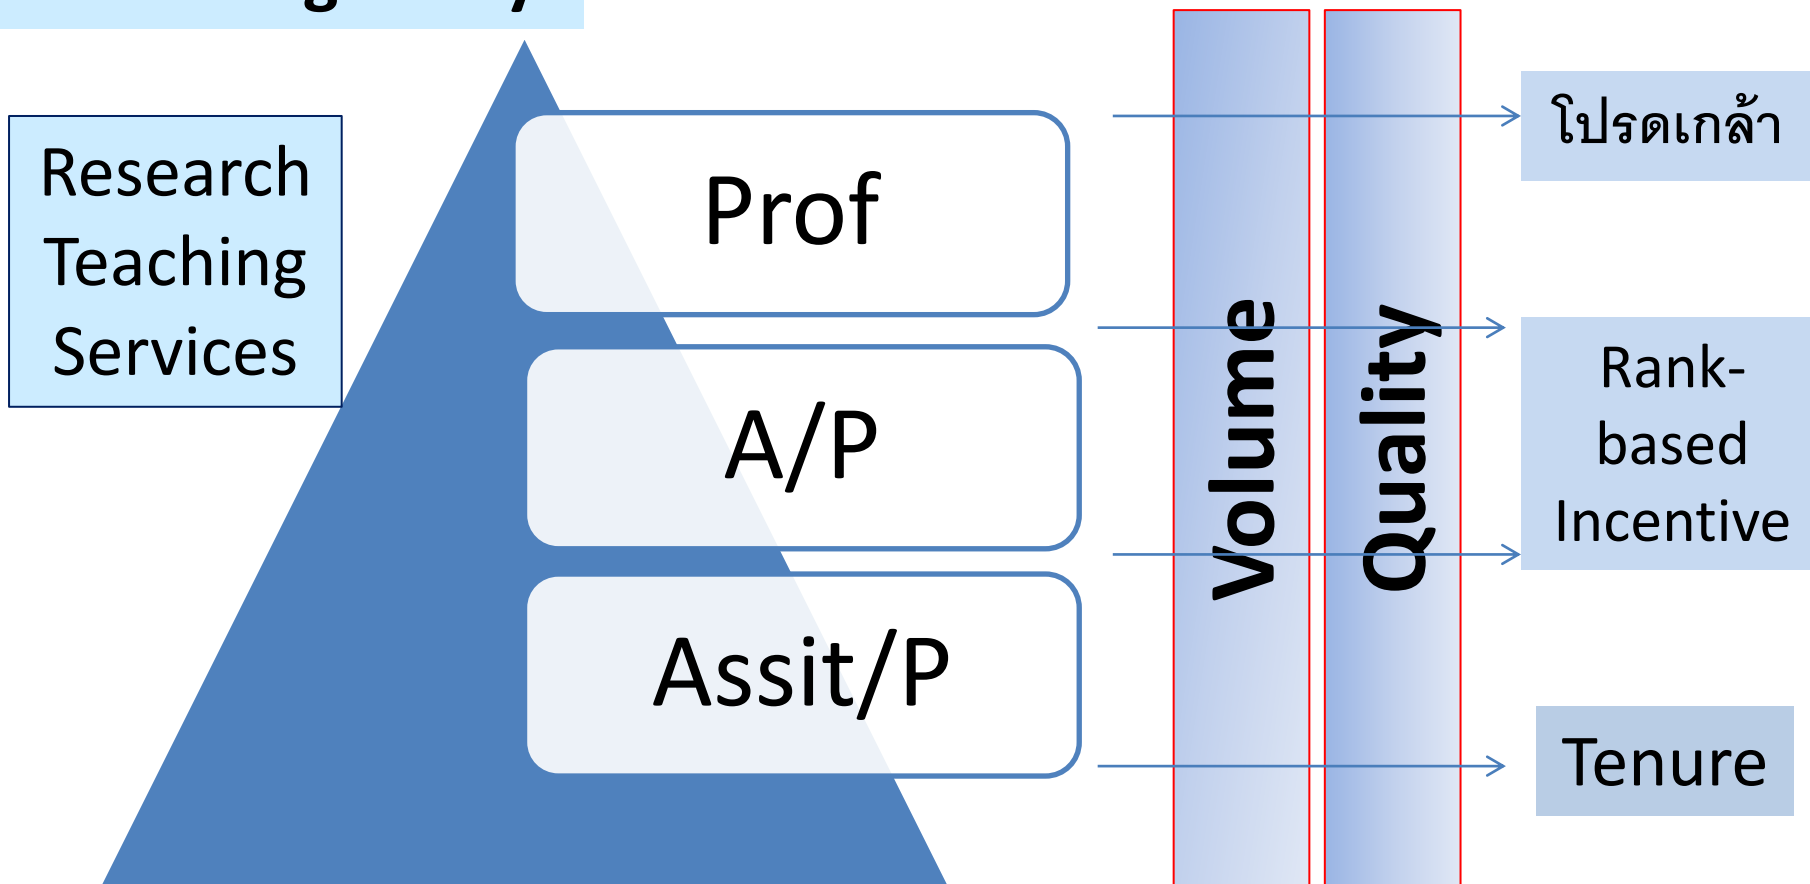 Research
Teaching
Services
Prof
A/P
Assit/P
Volume
Quality
โปรดเกล้า
Rank-
based
Incentive
Tenure